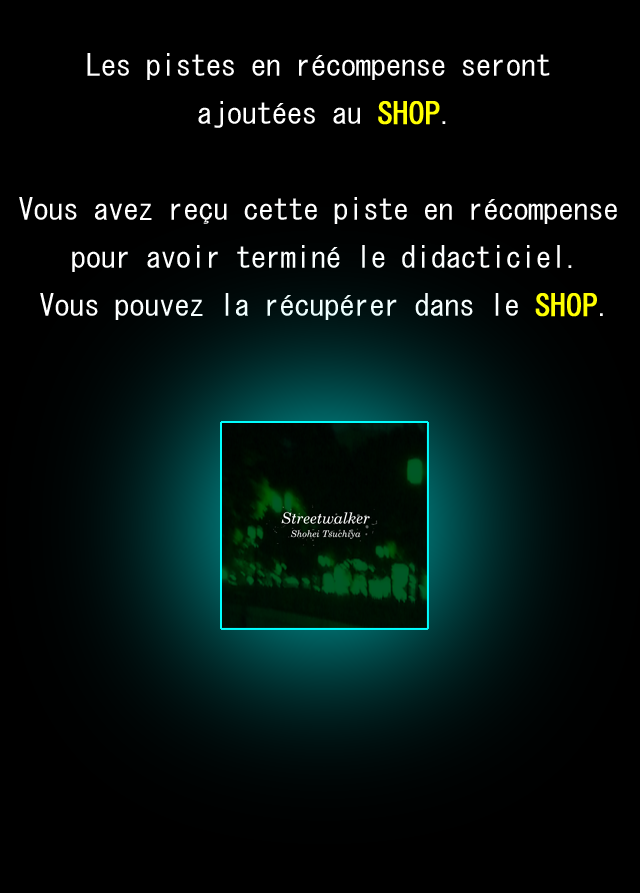 Les pistes en récompense seront
ajoutées au SHOP.
Vous avez reçu cette piste en récompense
pour avoir terminé le didacticiel.
Vous pouvez la récupérer dans le SHOP.
Streetwalker
Shohei Tsuchiya